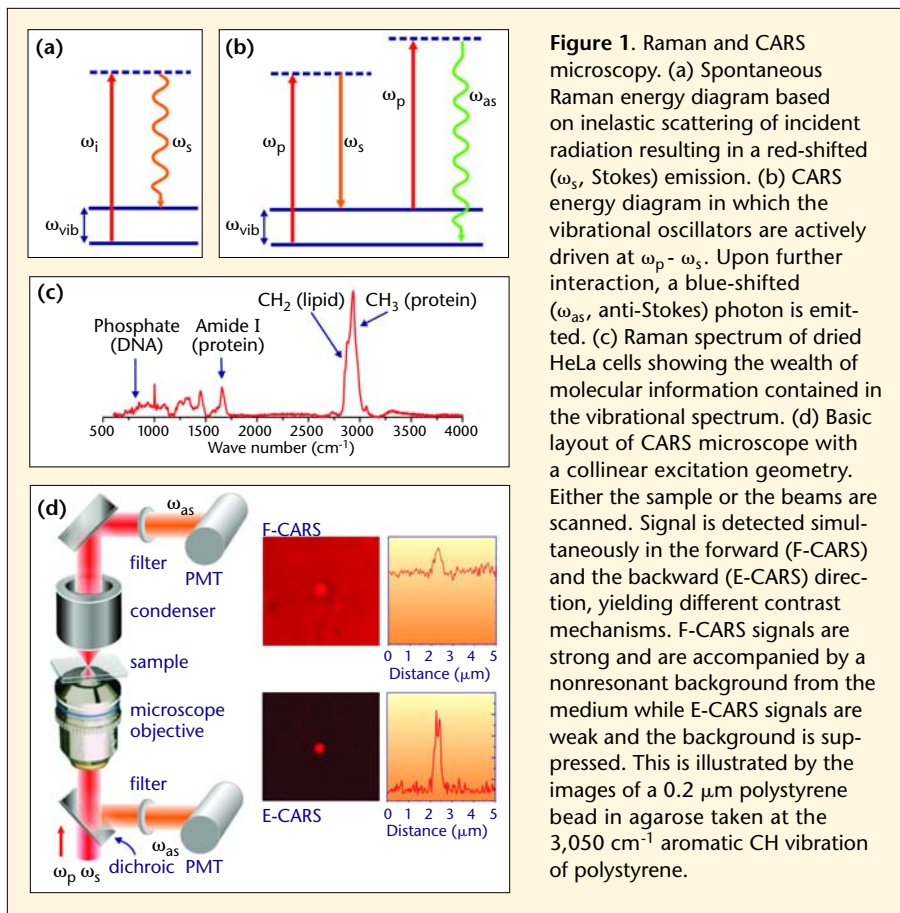 (a)
ωi
ωs
ωvib
(b)
ωp
ωs
ωp
ωas
ωvib
(c)
Phosphate
(DNA)
Amide I
(protein)
CH2 (lipid)
CH3 (protein)
500 1000 1500 2000 2500 3000 3500 4000
Wave number (cm-1)
(d)
ωas
filter
PMT
condenser
sample
microscope
objective
filter
ωas
dichroic PMT
ωp ωs
F-CARS
0 1 2 3 4 5
Distance (μm)
E-CARS
0 1 2 3 4 5
Distance (μm)
Figure 1. Raman and CARS
microscopy. (a) Spontaneous
Raman energy diagram based
on inelastic scattering of incident
radiation resulting in a red-shifted
(ωs, Stokes) emission. (b) CARS
energy diagram in which the
vibrational oscillators are actively
driven at ωp - ωs. Upon further
interaction, a blue-shifted
(ωas, anti-Stokes) photon is emit-
ted. (c) Raman spectrum of dried
HeLa cells showing the wealth of
molecular information contained in
the vibrational spectrum. (d) Basic
layout of CARS microscope with
a collinear excitation geometry.
Either the sample or the beams are
scanned. Signal is detected simul-
taneously in the forward (F-CARS)
and the backward (E-CARS) direc-
tion, yielding different contrast
mechanisms. F-CARS signals are
strong and are accompanied by a
nonresonant background from the
medium while E-CARS signals are
weak and the background is sup-
pressed. This is illustrated by the
images of a 0.2 μm polystyrene
bead in agarose taken at the
3,050 cm-1 aromatic CH vibration
of polystyrene.